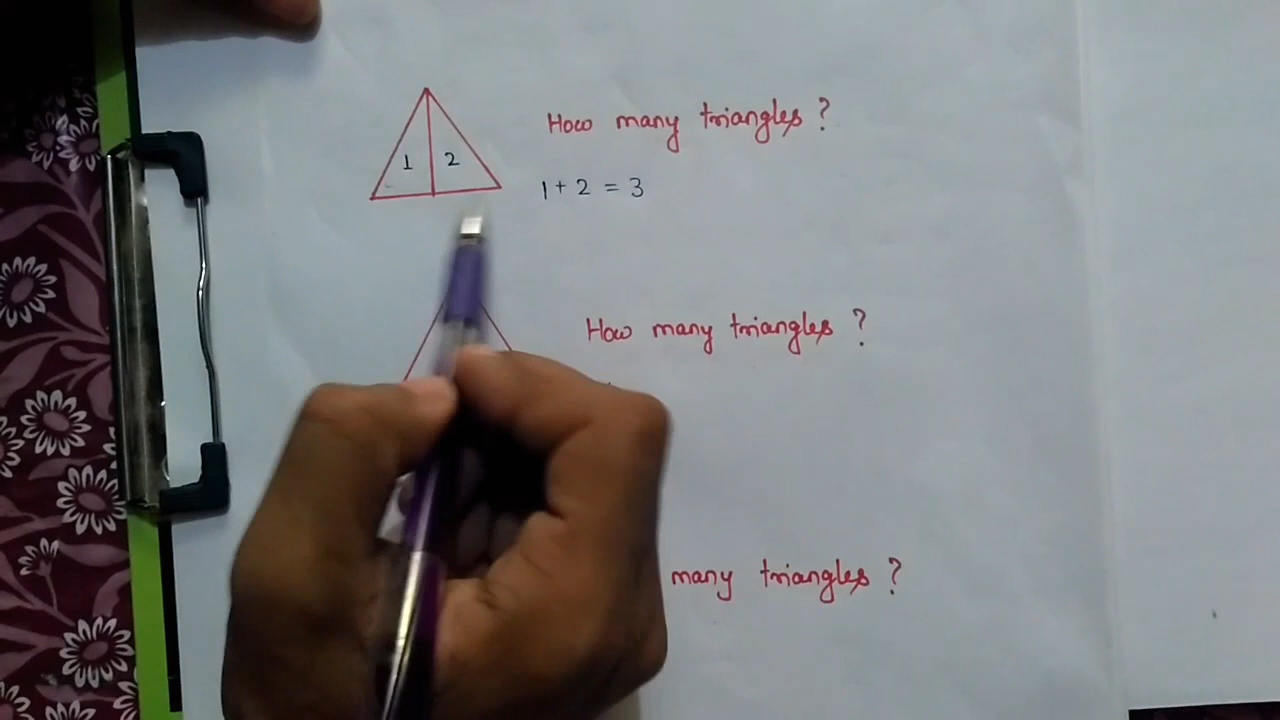 How many triangles ?
1 2
1 + 2 = 3
How many triangles ?
many triangles ?